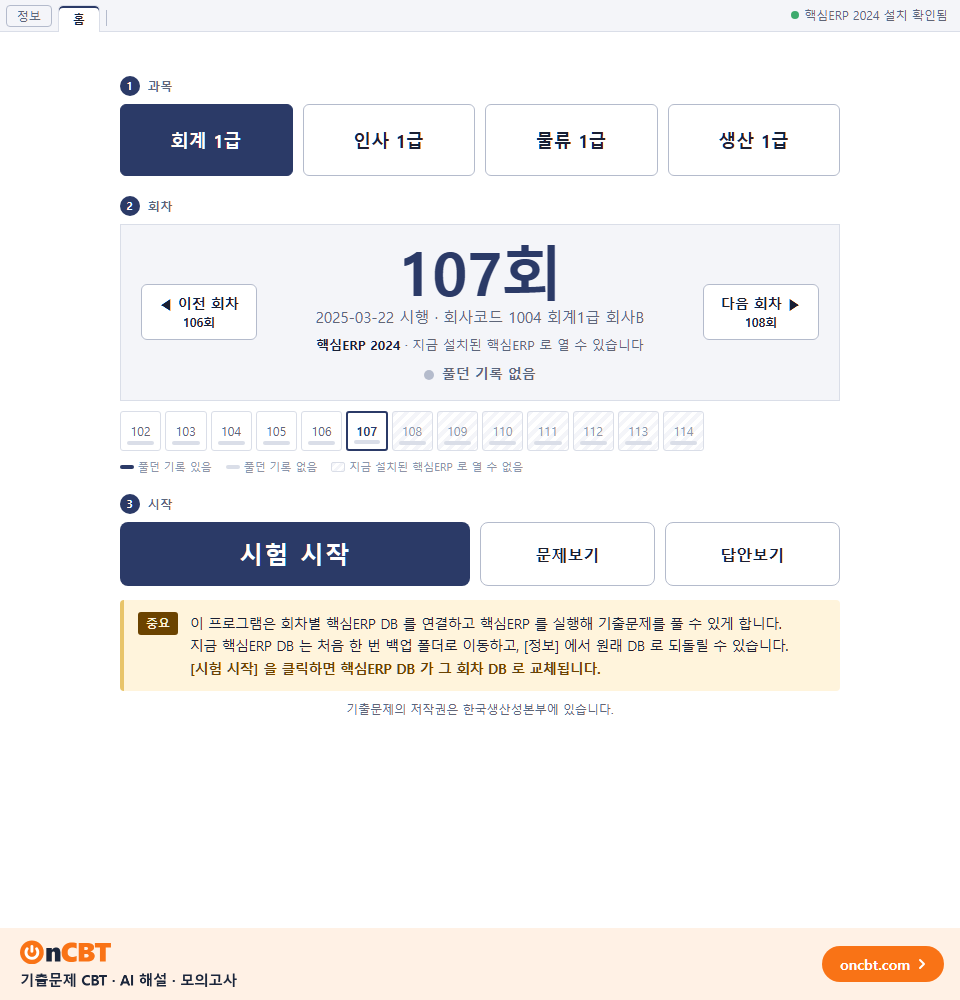 정보
홈
핵심ERP 2024 설치 확인됨
1 과목
회계 1급
인사 1급
물류 1급
생산 1급
2 회차
107회
◀ 이전 회차
106회
2025-03-22 시행 · 회사코드 1004 회계1급 회사B
핵심ERP 2024 · 지금 설치된 핵심ERP 로 열 수 있습니다
풀던 기록 없음
다음 회차 ▶
108회
102 103 104 105 106 107 108 109 110 111 112 113 114
풀던 기록 있음 풀던 기록 없음 지금 설치된 핵심ERP 로 열 수 없음
3 시작
시험 시작
문제보기
답안보기
중요
이 프로그램은 회차별 핵심ERP DB 를 연결하고 핵심ERP 를 실행해 기출문제를 풀 수 있게 합니다.
지금 핵심ERP DB 는 처음 한 번 백업 폴더로 이동하고, [정보] 에서 원래 DB 로 되돌릴 수 있습니다.
[시험 시작] 을 클릭하면 핵심ERP DB 가 그 회차 DB 로 교체됩니다.
기출문제의 저작권은 한국생산성본부에 있습니다.
OnCBT
기출문제 CBT · AI 해설 · 모의고사
oncbt.com